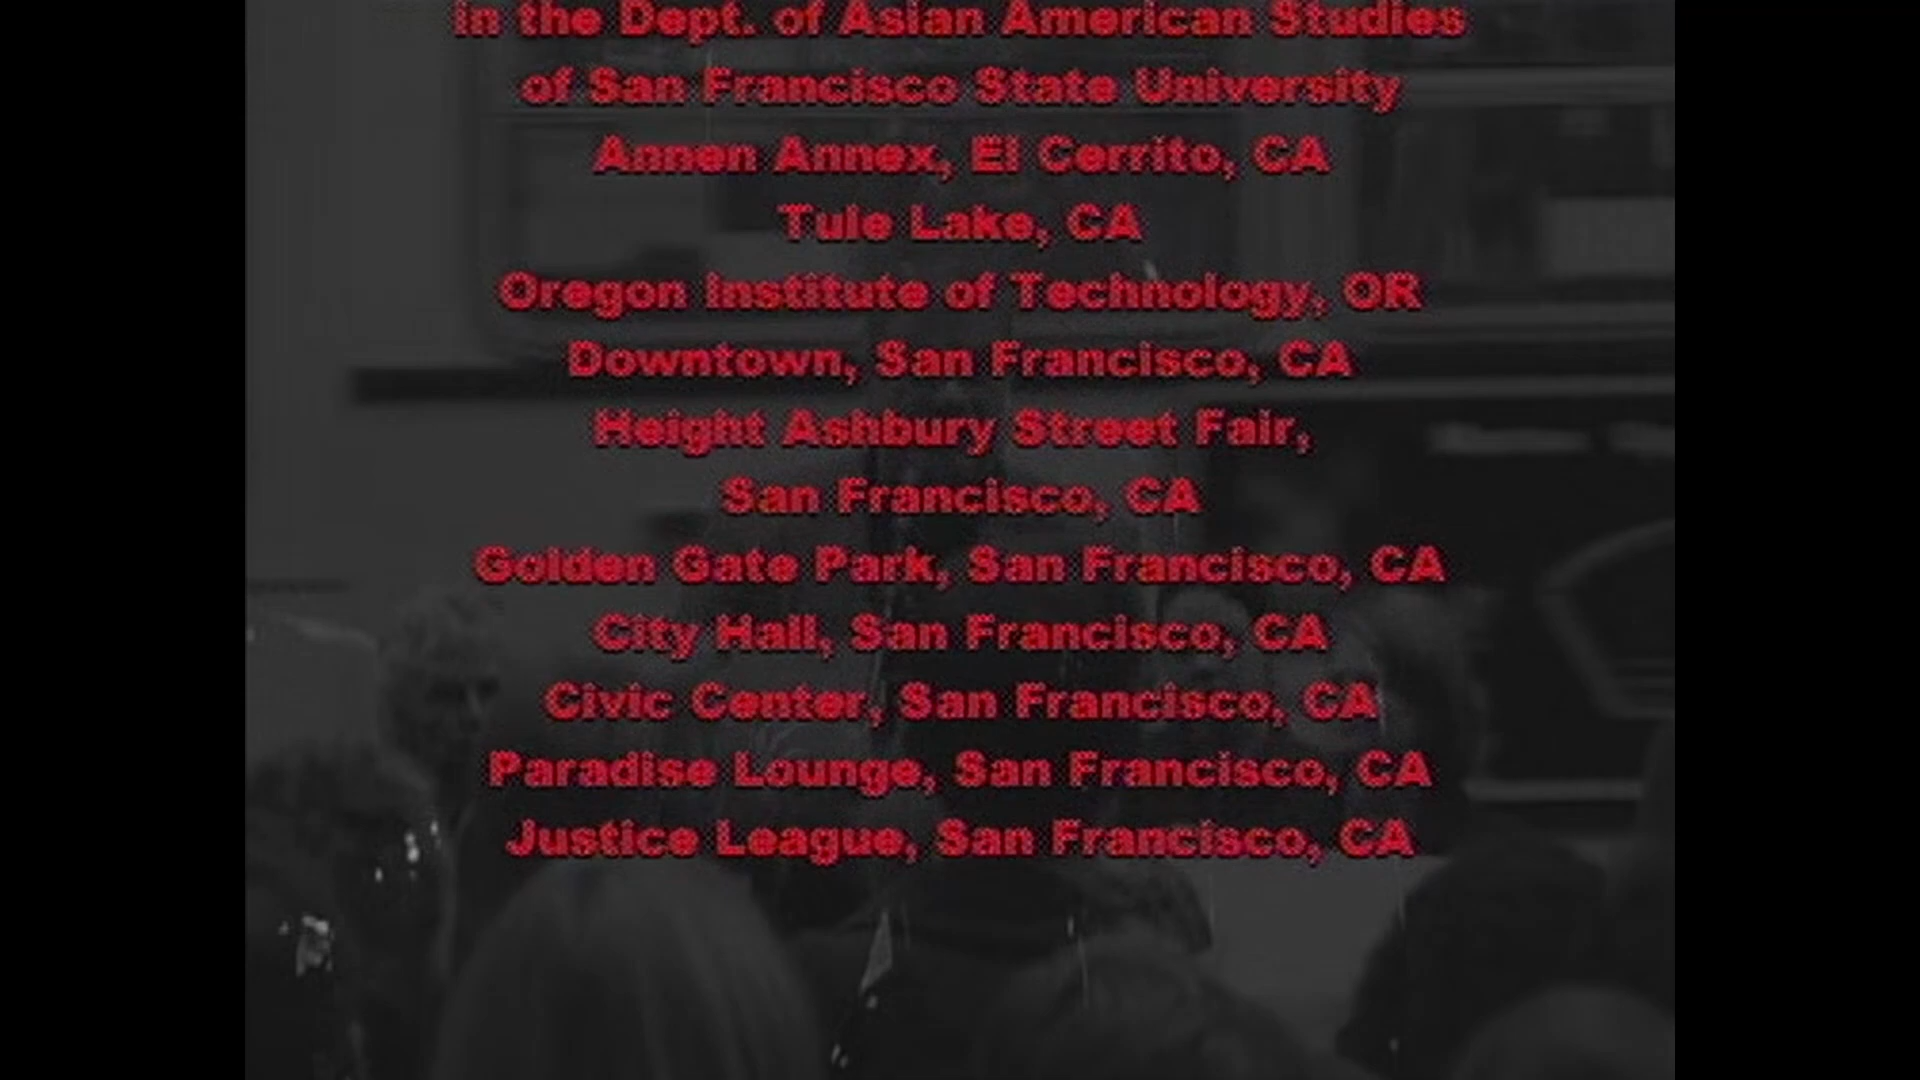 in the Dept. of Asian American Studies
of San Francisco State University
Annen Annex, El Cerrito, CA
Tule Lake, CA
Oregon Institute of Technology, OR
Downtown, San Francisco, CA
Height Ashbury Street Fair,
San Francisco, CA
Golden Gate Park, San Francisco, CA
City Hall, San Francisco, CA
Civic Center, San Francisco, CA
Paradise Lounge, San Francisco, CA
Justice League, San Francisco, CA